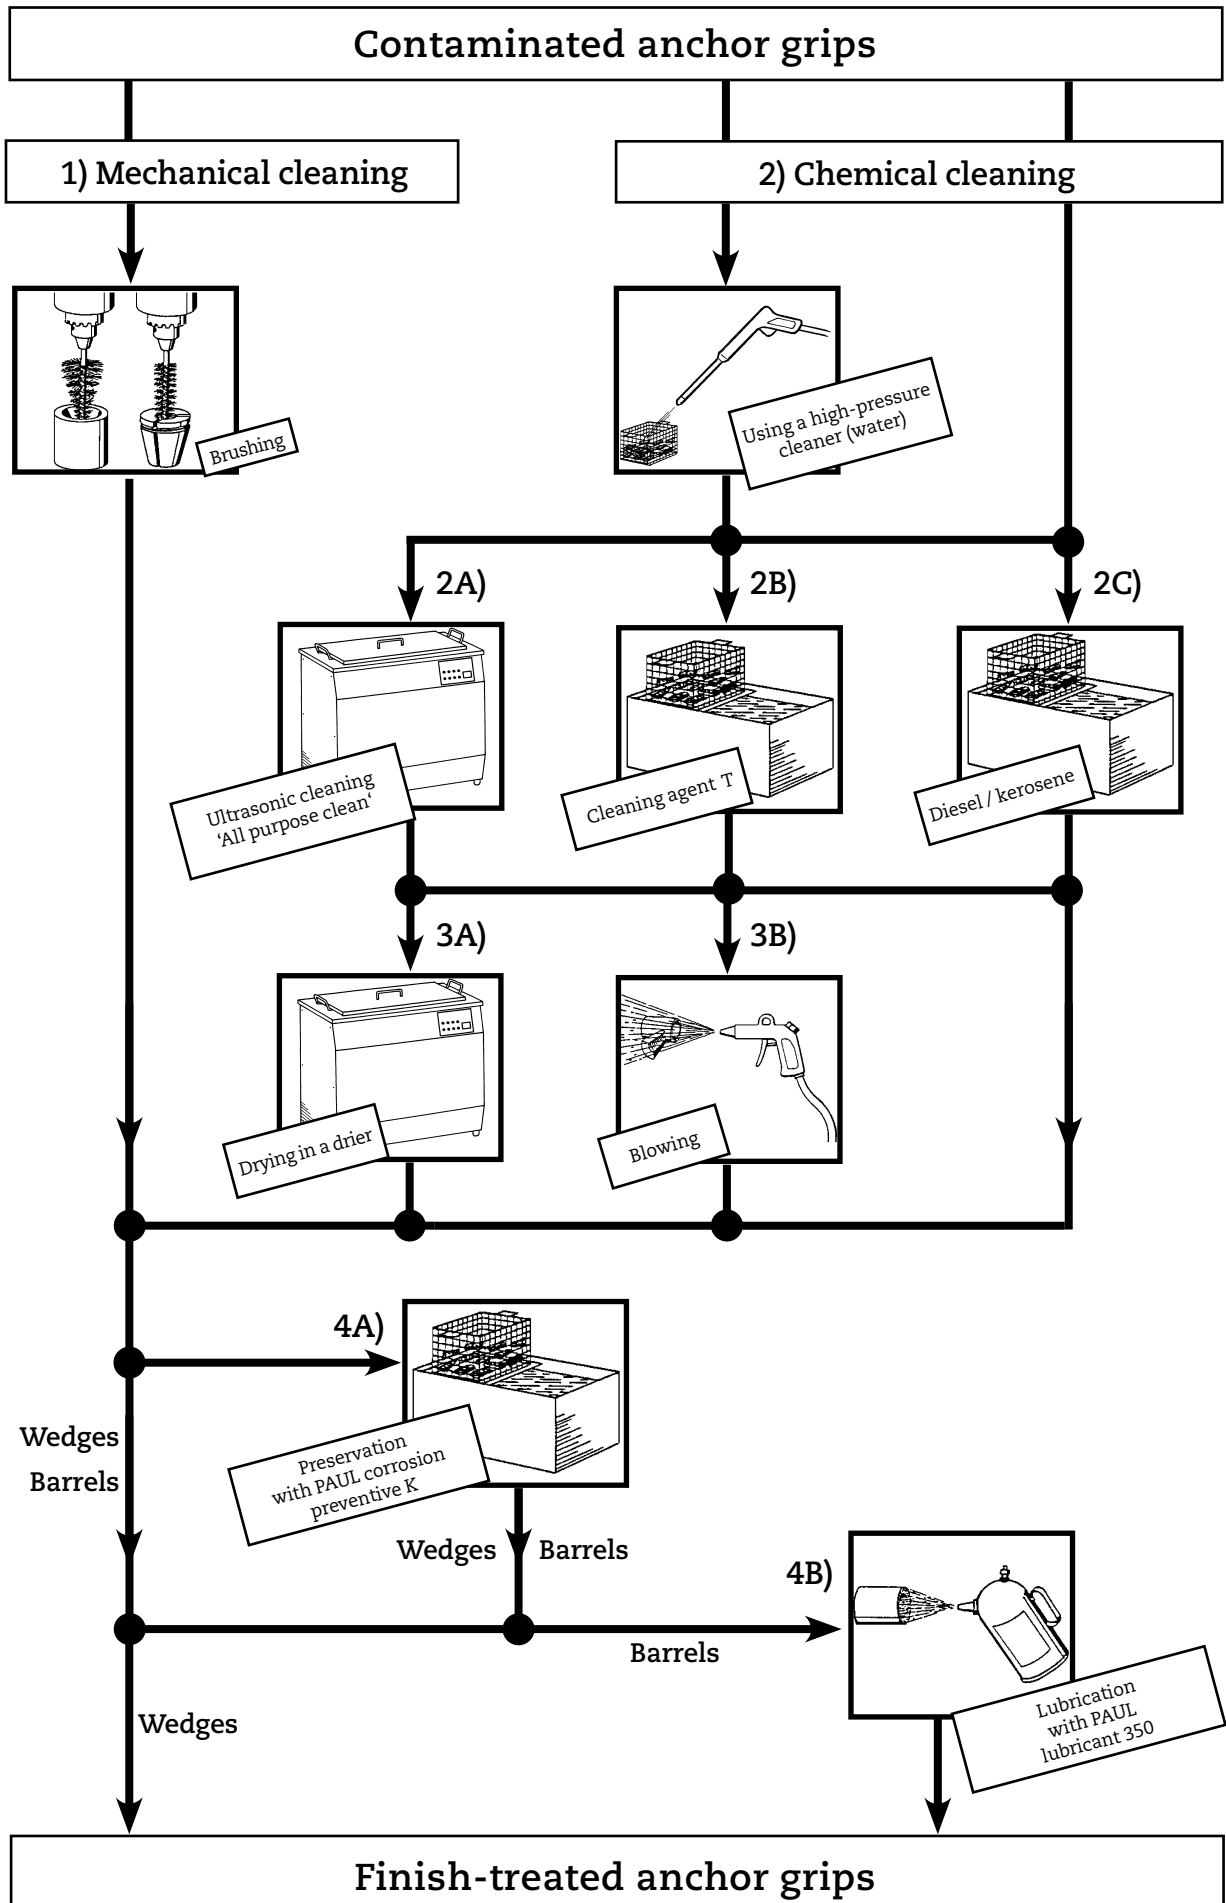 Contaminated anchor grips
1) Mechanical cleaning
2) Chemical cleaning
Brushing
Using a high-pressure
cleaner (water)
2A)
2B)
2C)
Ultrasonic cleaning
‘All purpose clean‘
Cleaning agent T
Diesel / kerosene
3A)
3B)
Drying in a drier
Blowing
4A)
Preservation
with PAUL corrosion
preventive K
Wedges
Barrels
Wedges
Barrels
4B)
Barrels
Lubrication
with PAUL
lubricant 350
Wedges
Finish-treated anchor grips